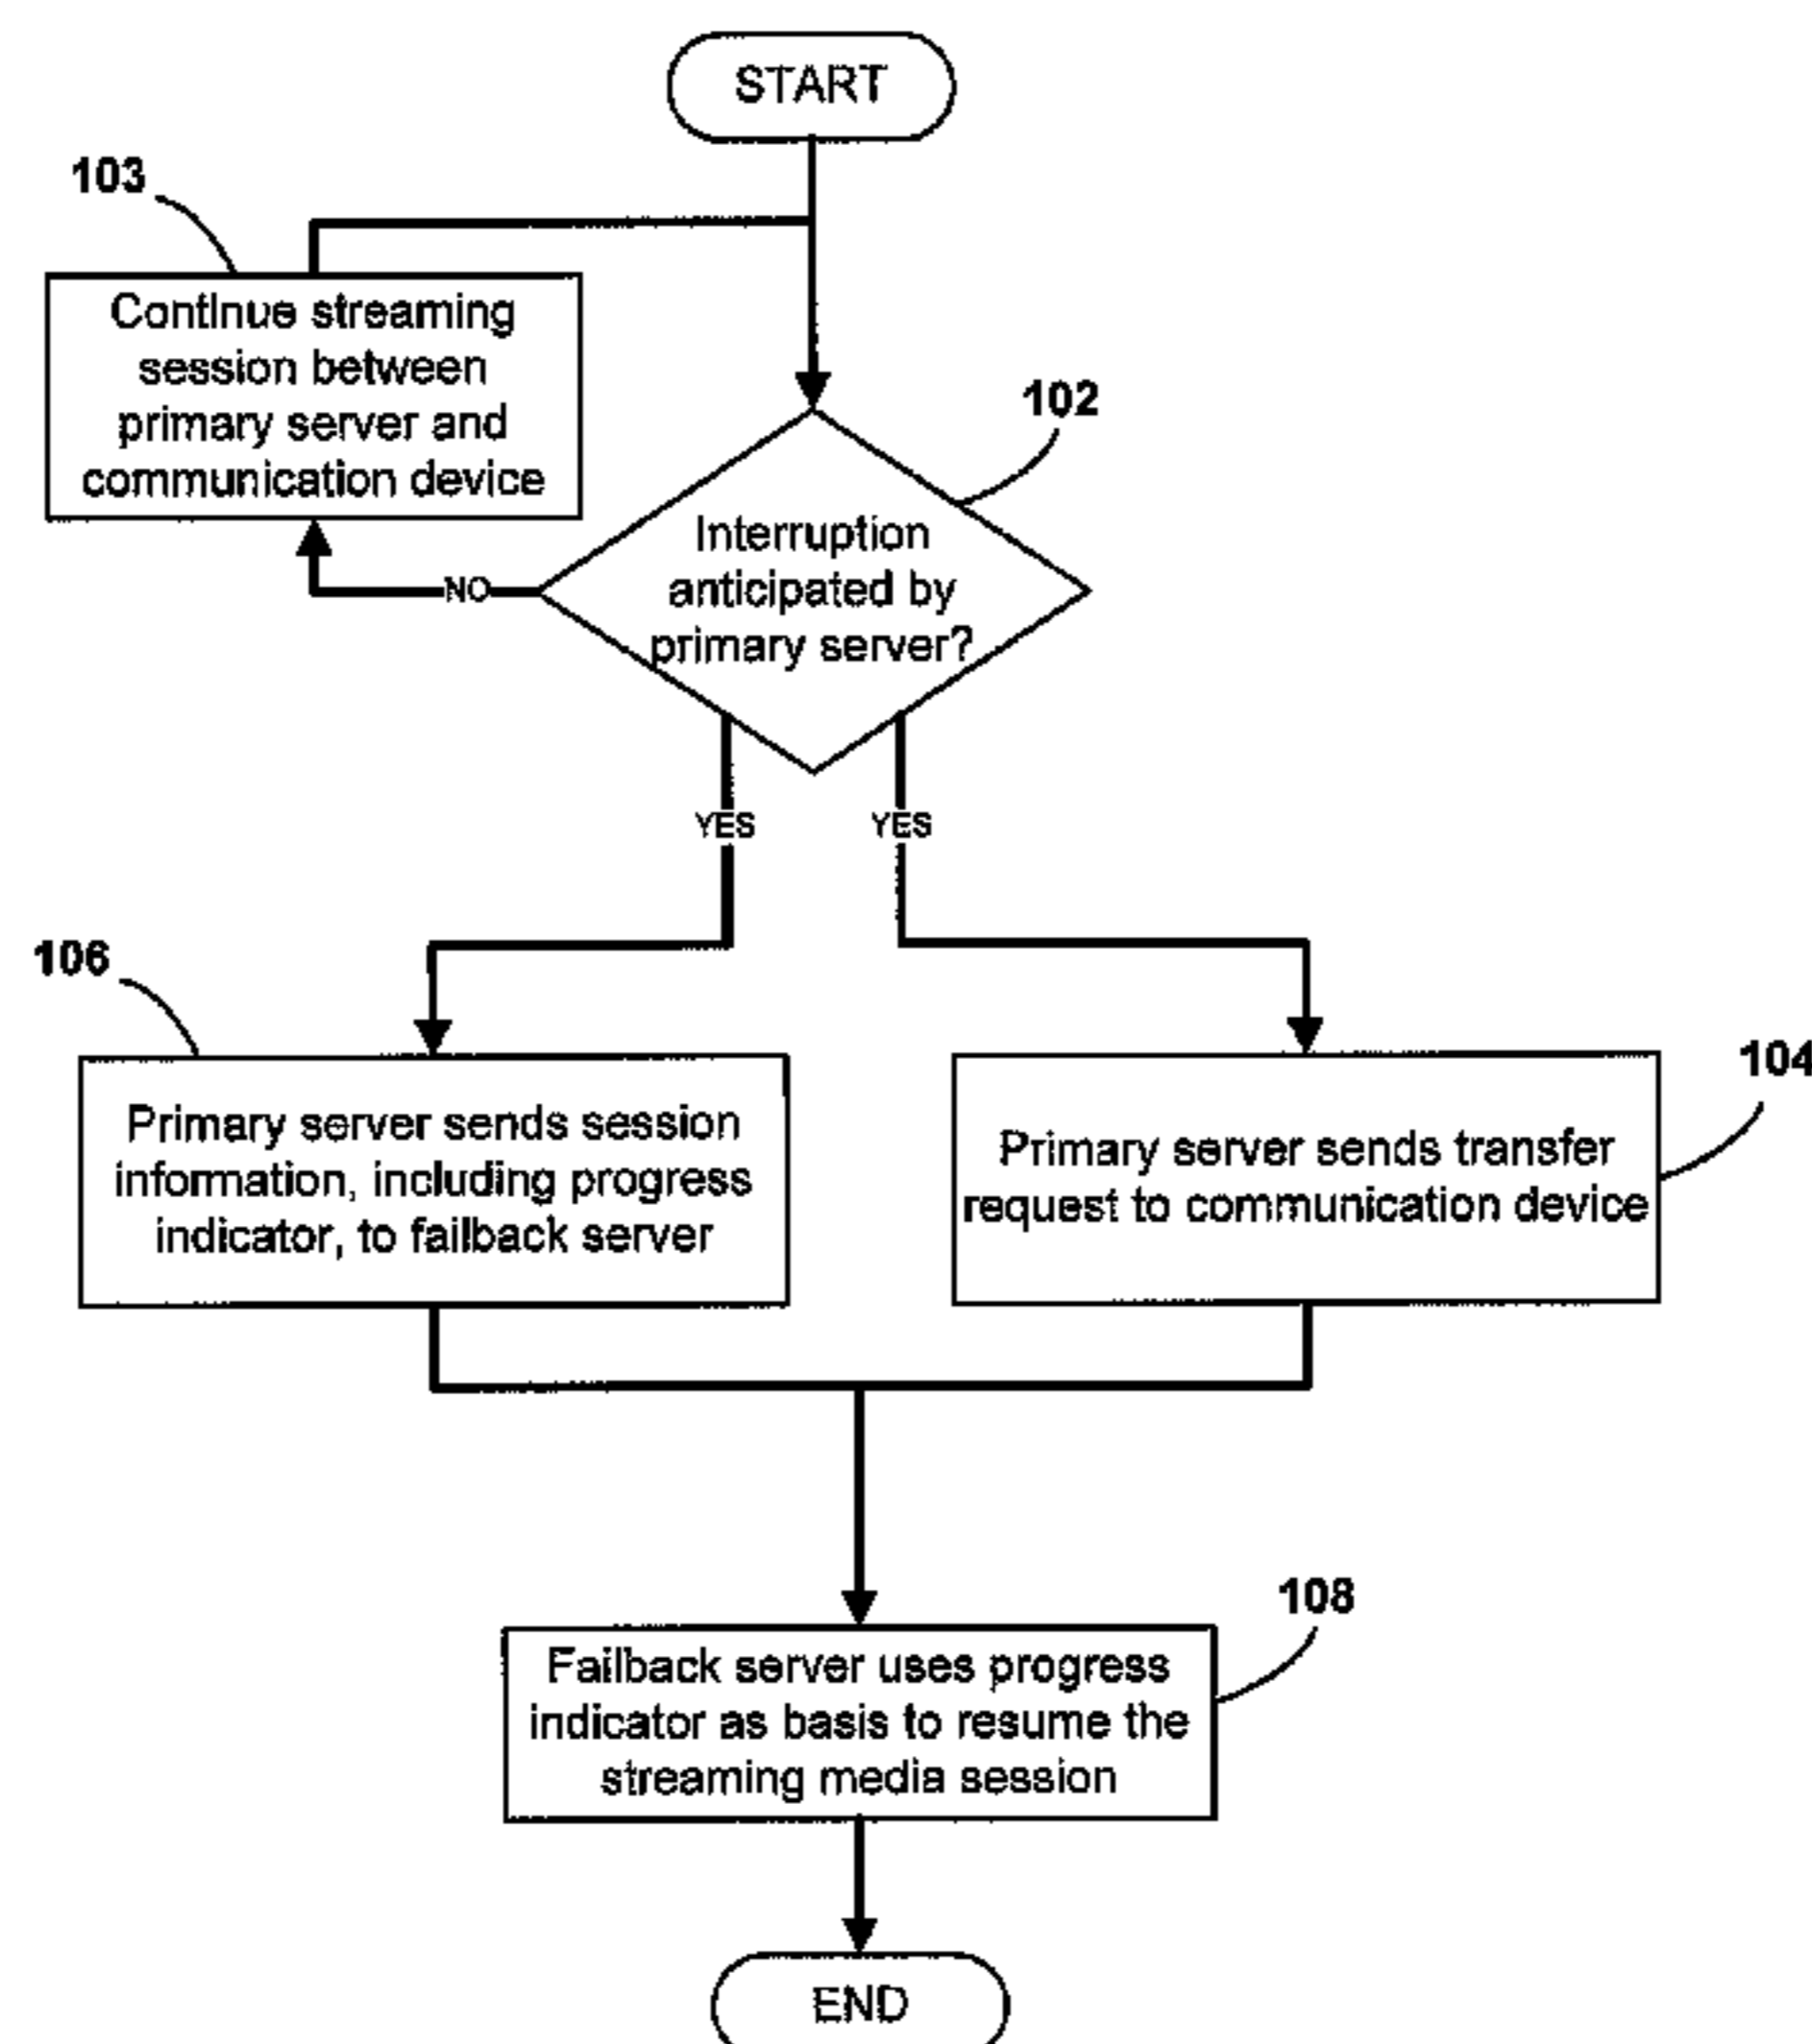 START
103
Continue streaming
session between
primary server and
communication device
102
Interruption
anticipated by
primary server?
NO
YES
YES
106
Primary server sends session
information, including progress
indicator, to failback server
104
Primary server sends transfer
request to communication device
108
Failback server uses progress
indicator as basis to resume the
streaming media session
END